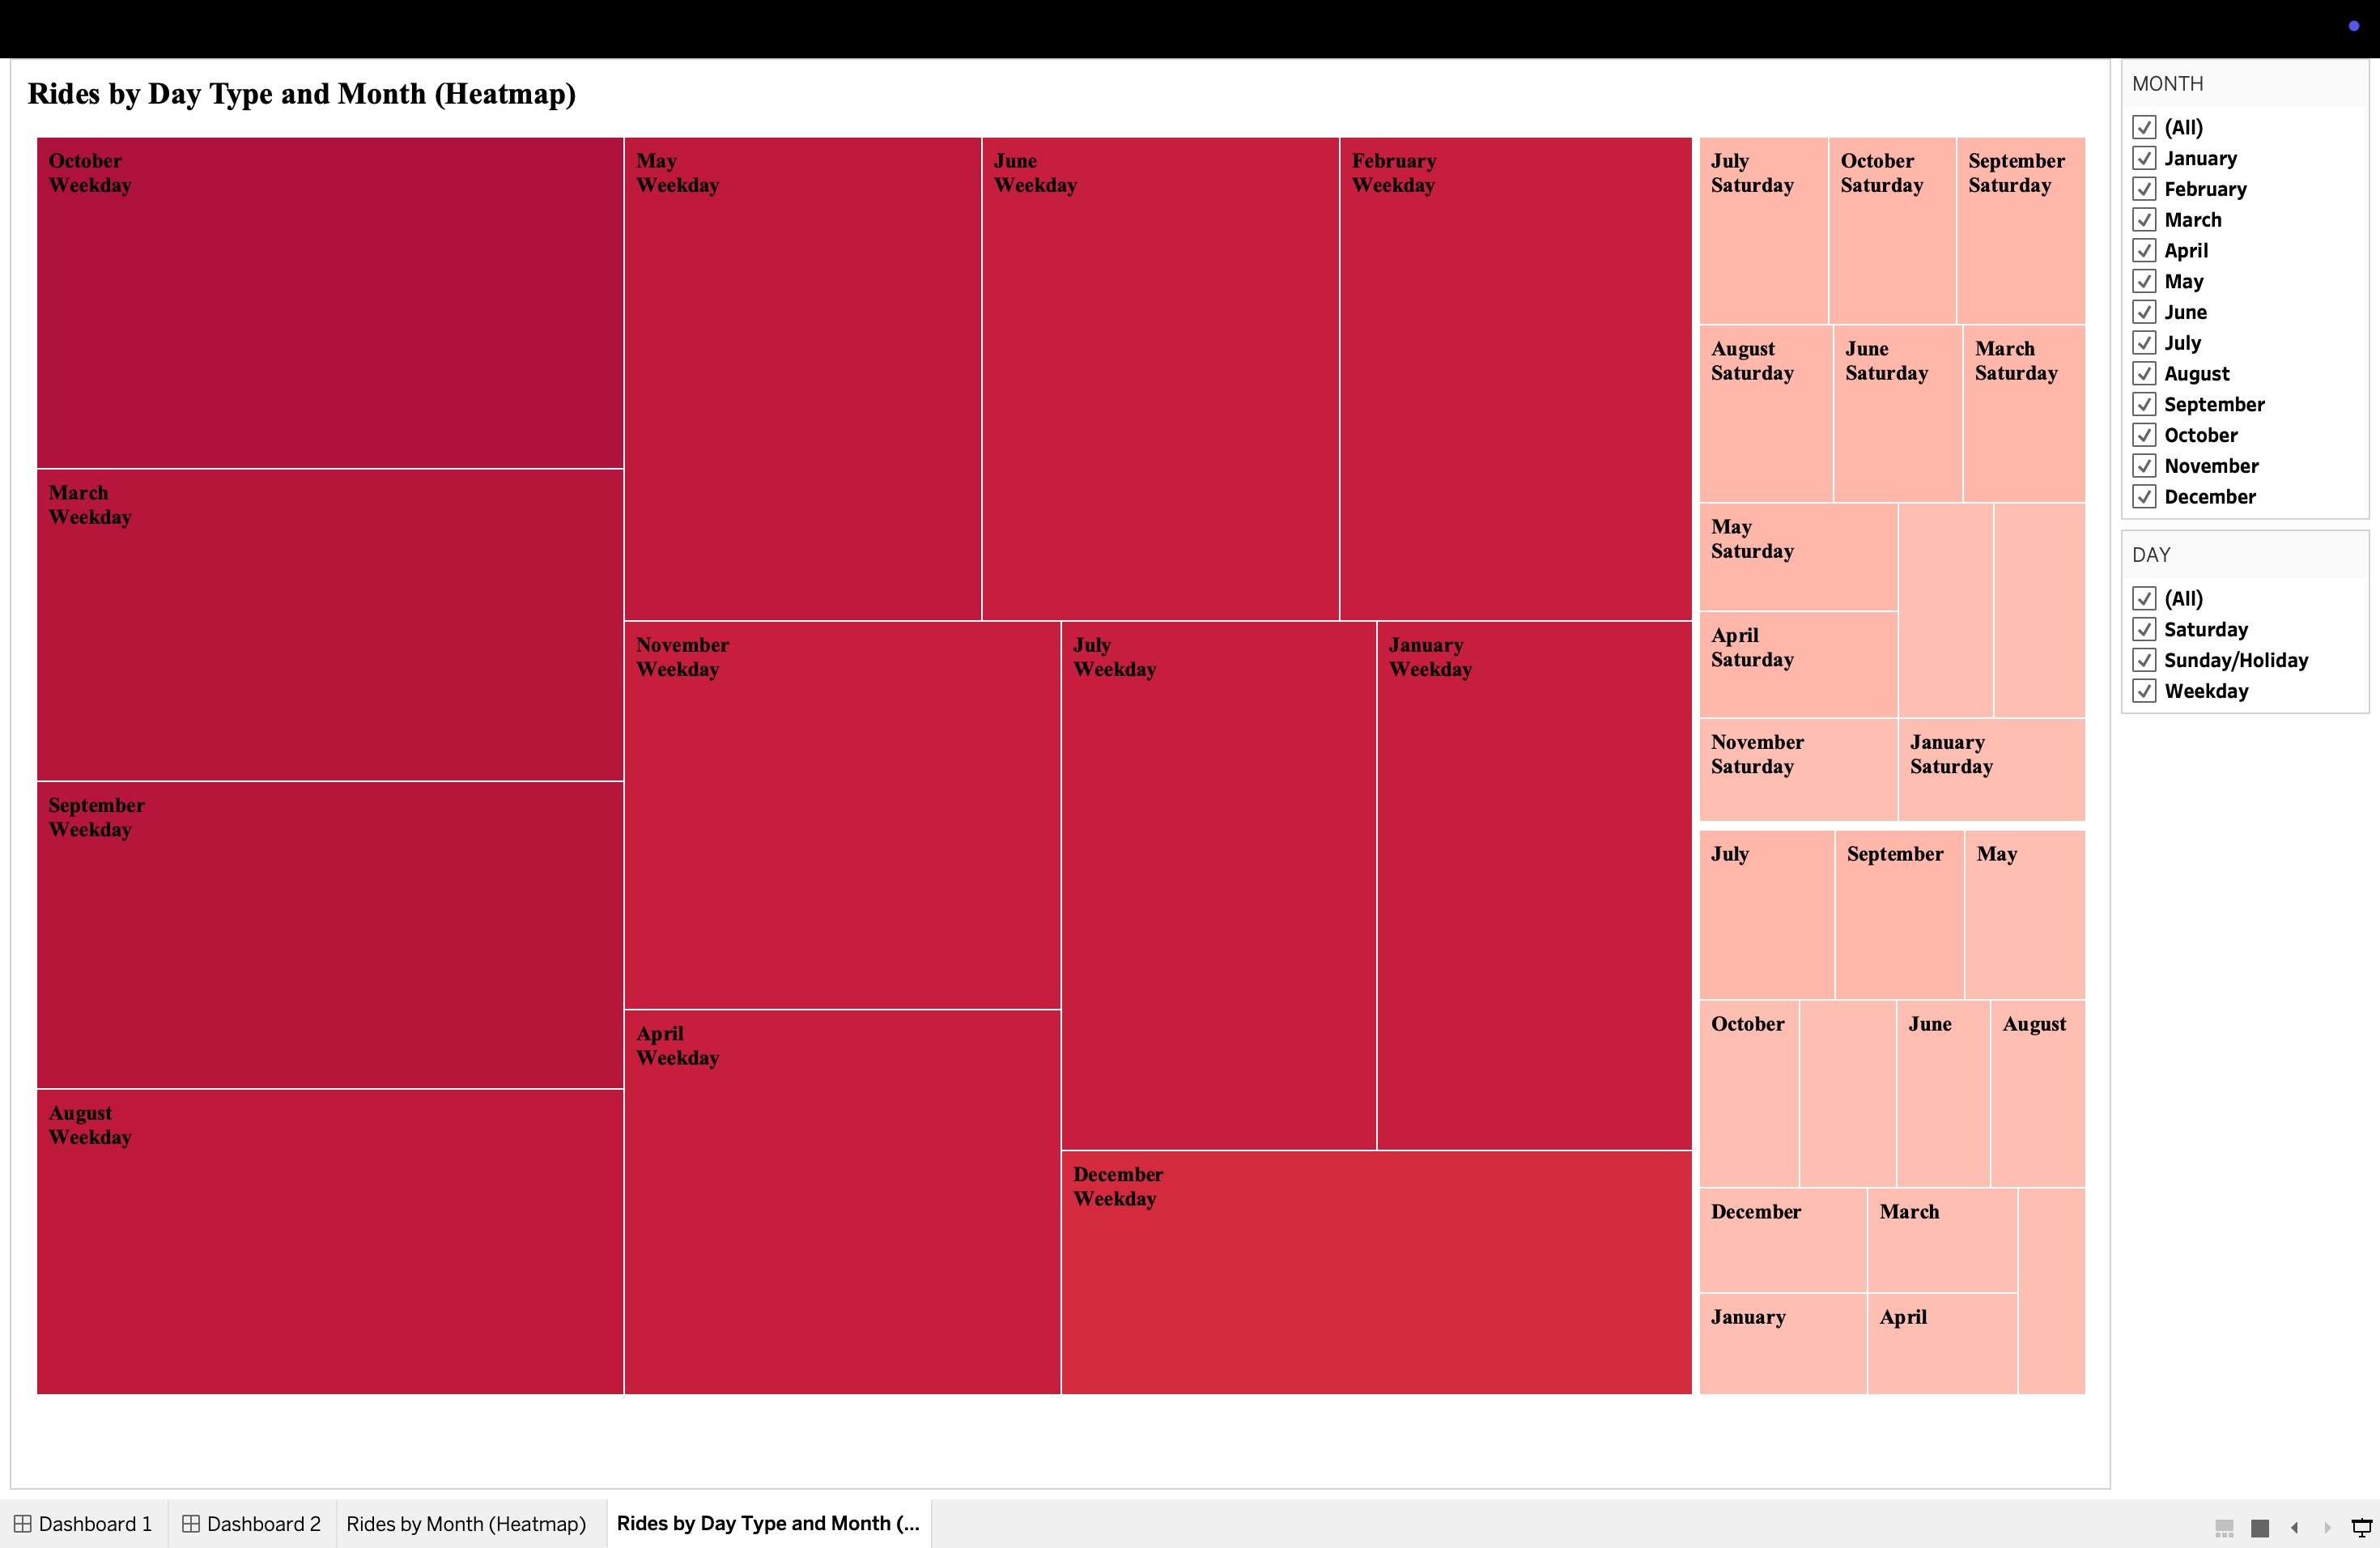 Rides by Day Type and Month (Heatmap)
October
Weekday
March
Weekday
September
Weekday
August
Weekday
May
Weekday
June
Weekday
February
Weekday
November
Weekday
July
Weekday
January
Weekday
April
Weekday
December
Weekday
July
Saturday
October
Saturday
September
Saturday
August
Saturday
June
Saturday
March
Saturday
May
Saturday
April
Saturday
November
Saturday
January
Saturday
July
September
May
October
June
August
December
March
January
April
MONTH
(All)
January
February
March
April
May
June
July
August
September
October
November
December
DAY
(All)
Saturday
Sunday/Holiday
Weekday
Dashboard 1
Dashboard 2
Rides by Month (Heatmap)
Rides by Day Type and Month (...